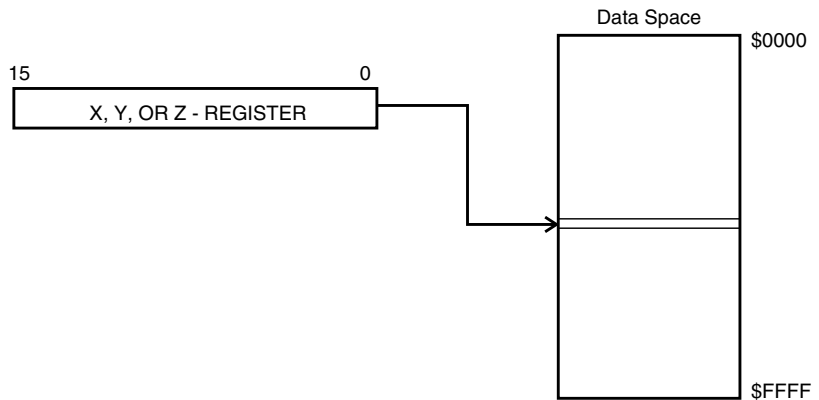 Data Space
$0000
15 0
X, Y, OR Z - REGISTER
$FFFF